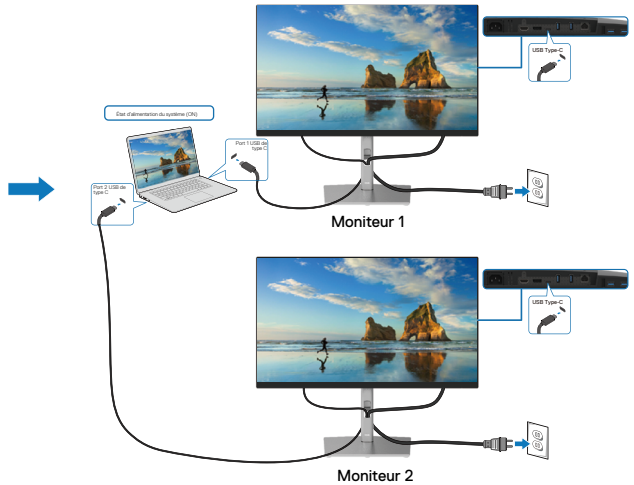 USB Type-C
État d'alimentation du système (ON)
Port 1 USB de
type C
Port 2 USB de
type C
Moniteur 1
USB Type-C
Moniteur 2